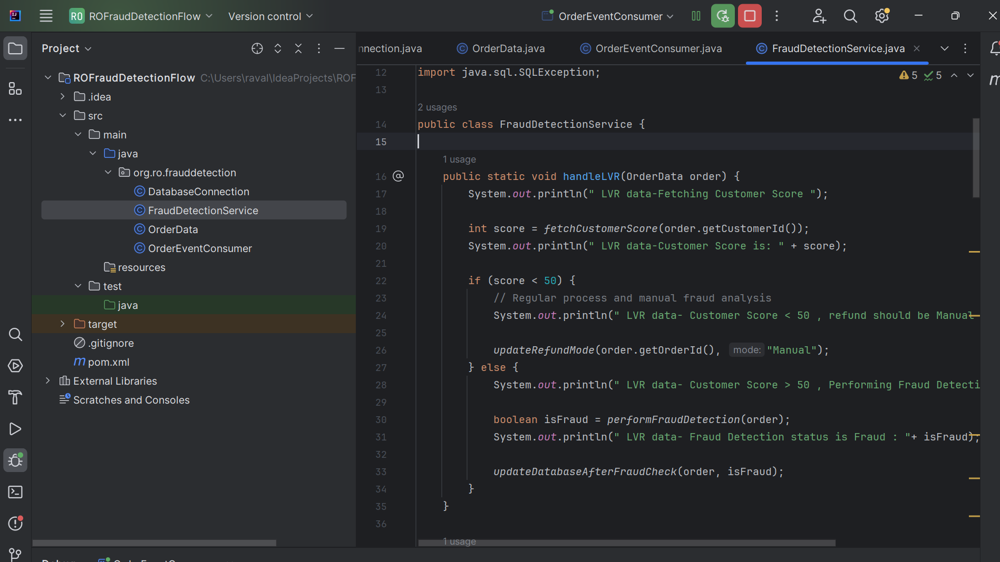 RO ROFraudDetectionFlow Version control OrderEventConsumer
Project
ROFraudDetectionFlow C:\Users\raval\IdeaProjects\ROF
.idea
src
main
java
org.ro.frauddetection
DatabaseConnection
FraudDetectionService
OrderData
OrderEventConsumer
resources
test
java
target
.gitignore
pom.xml
External Libraries
Scratches and Consoles
nnection.java OrderData.java OrderEventConsumer.java FraudDetectionService.java
5 5
12 import java.sql.SQLException;
13
2 usages
14 public class FraudDetectionService {
15
1 usage
16 @ public static void handleLVR(OrderData order) {
17 System.out.println(" LVR data-Fetching Customer Score ");
18
19 int score = fetchCustomerScore(order.getCustomerId());
20 System.out.println(" LVR data-Customer Score is: " + score);
21
22 if (score < 50) {
23 // Regular process and manual fraud analysis
24 System.out.println(" LVR data- Customer Score < 50 , refund should be Manual
25
26 updateRefundMode(order.getOrderId(), mode: "Manual");
27 } else {
28 System.out.println(" LVR data- Customer Score > 50 , Performing Fraud Detecti
29
30 boolean isFraud = performFraudDetection(order);
31 System.out.println(" LVR data- Fraud Detection status is Fraud : "+ isFraud);
32
33 updateDatabaseAfterFraudCheck(order, isFraud);
34 }
35 }
36
1 usage